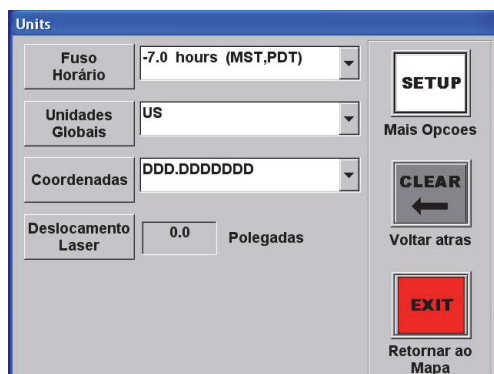 Units
Fuso
Horário
-7.0 hours (MST,PDT)
Unidades
Globais
US
Coordenadas
DDD.DDDDDDD
Deslocamento
Laser
0.0
Polegadas
SETUP
Mais Opcoes
CLEAR
Voltar atras
EXIT
Retornar ao
Mapa